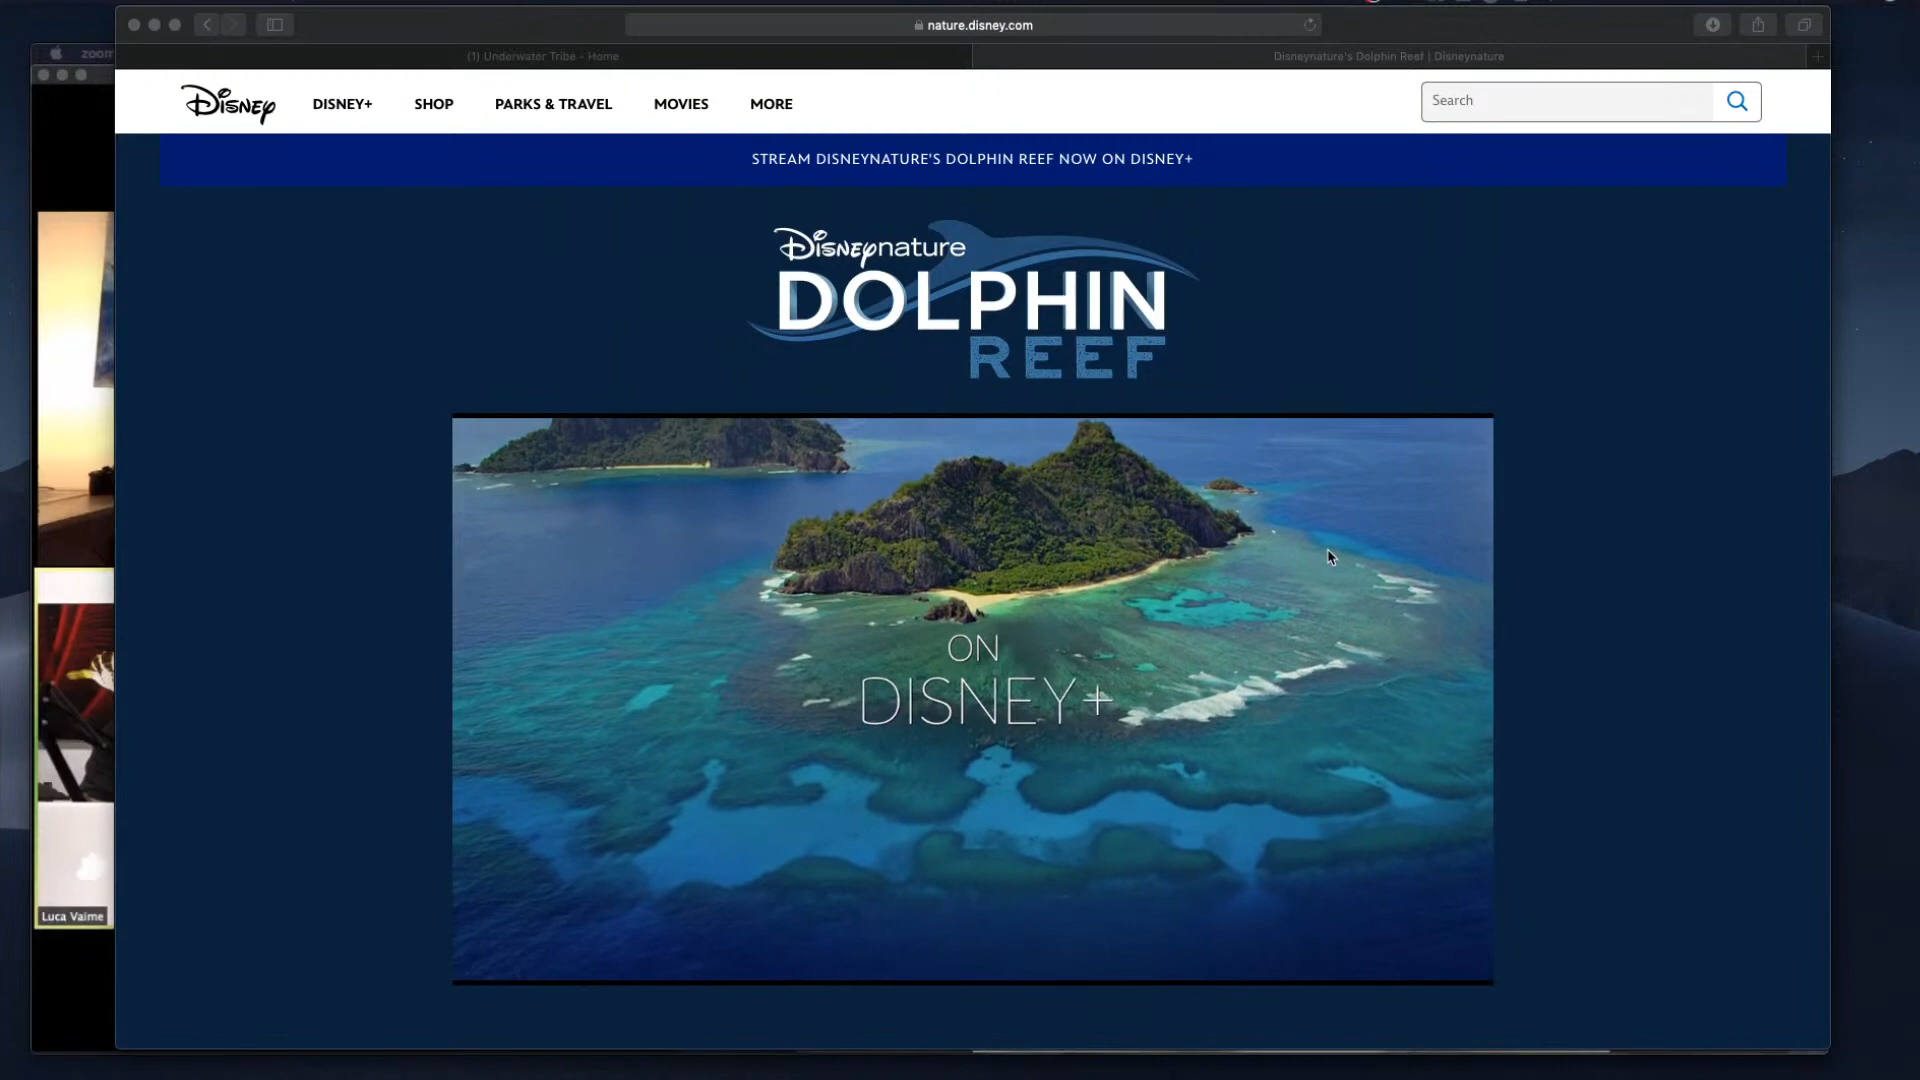 nature.disney.com
zoom
(1) Underwater Tribe - Home
Disneynature's Dolphin Reef | Disneynature
Disney
DISNEY+
SHOP
PARKS & TRAVEL
MOVIES
MORE
Search
STREAM DISNEYNATURE'S DOLPHIN REEF NOW ON DISNEY+
Disneynature
DOLPHIN
REEF
ON
DISNEY+
Luca Vaime